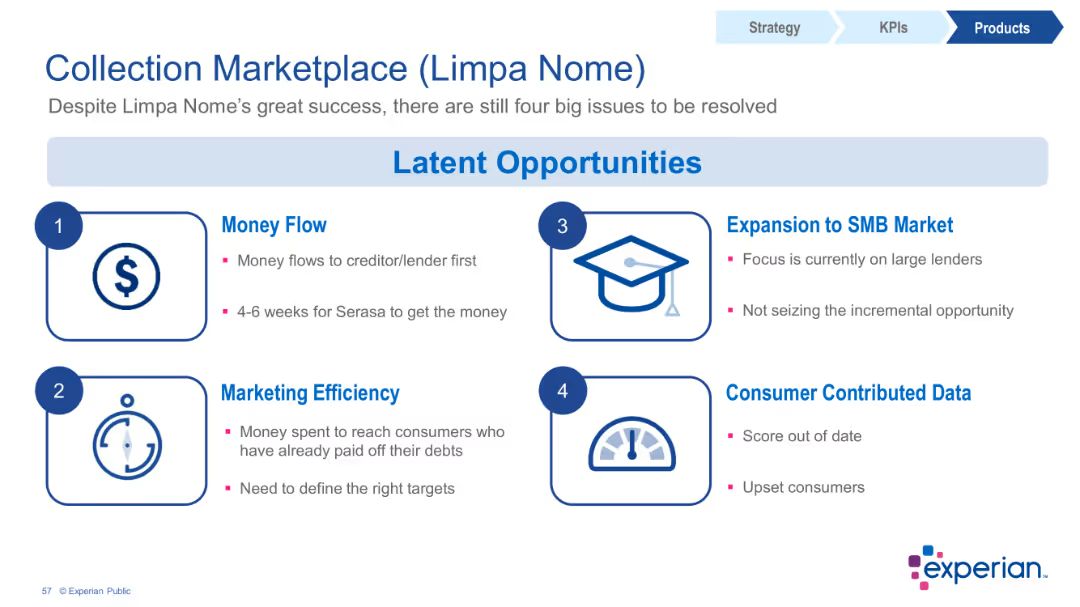 Strategy
KPIs
Products
Collection Marketplace (Limpa Nome)
Despite Limpa Nome's great success, there are still four big issues to be resolved
Latent Opportunities
1
$
Money Flow
▪ Money flows to creditor/lender first
▪ 4-6 weeks for Serasa to get the money
2
Marketing Efficiency
▪ Money spent to reach consumers who
have already paid off their debts
▪ Need to define the right targets
3
Expansion to SMB Market
▪ Focus is currently on large lenders
▪ Not seizing the incremental opportunity
4
Consumer Contributed Data
▪ Score out of date
▪ Upset consumers
experian™
57 © Experian Public